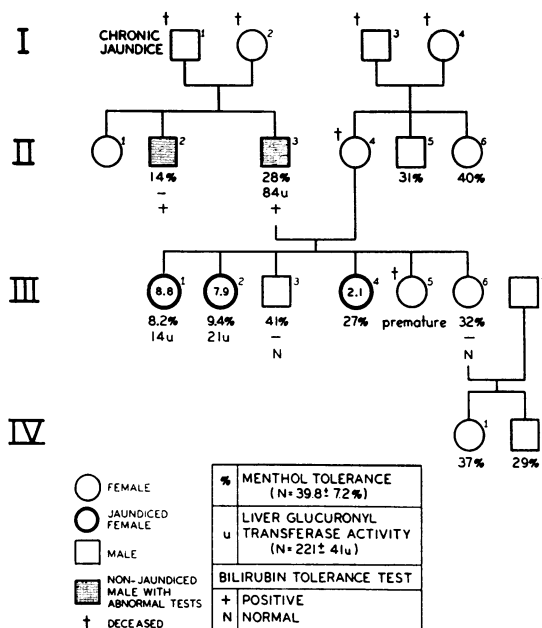 I
† 1
† 2
† 3
† 4
CHRONIC
JAUNDICE
II
1
2
3
† 4
5
6
14%
28%
31%
40%
84u
−
+
+
III
8.8 1
7.9 2
3
2.1 4
† 5
6
8.2%
9.4%
41%
27%
premature
32%
14u
21u
−
−
N
N
IV
1
37%
29%
FEMALE
JAUNDICED
FEMALE
MALE
NON-JAUNDICED
MALE WITH
ABNORMAL TESTS
† DECEASED
% MENTHOL TOLERANCE
(N=39.8± 7.2%)
u LIVER GLUCURONYL
TRANSFERASE ACTIVITY
(N=221± 41u)
BILIRUBIN TOLERANCE TEST
+ POSITIVE
N NORMAL